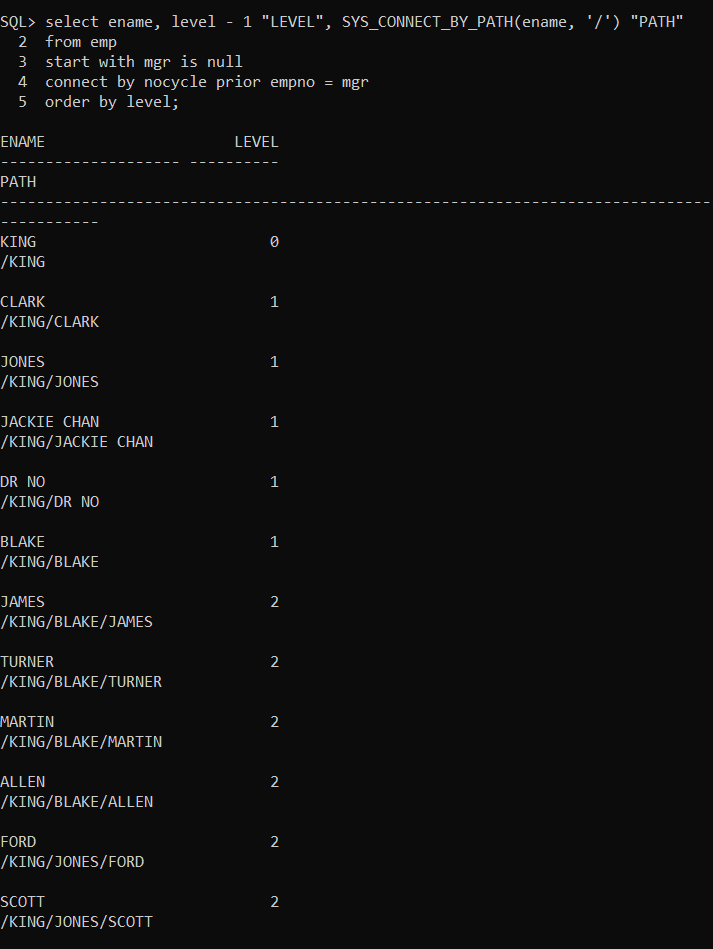 SQL> select ename, level - 1 "LEVEL", SYS_CONNECT_BY_PATH(ename, '/') "PATH"
  2  from emp
  3  start with mgr is null
  4  connect by nocycle prior empno = mgr
  5  order by level;

ENAME                     LEVEL
-------------------- ----------
PATH
-------------------------------------------------------------------------------
-----------
KING                          0
/KING

CLARK                         1
/KING/CLARK

JONES                         1
/KING/JONES

JACKIE CHAN                   1
/KING/JACKIE CHAN

DR NO                         1
/KING/DR NO

BLAKE                         1
/KING/BLAKE

JAMES                         2
/KING/BLAKE/JAMES

TURNER                        2
/KING/BLAKE/TURNER

MARTIN                        2
/KING/BLAKE/MARTIN

ALLEN                         2
/KING/BLAKE/ALLEN

FORD                          2
/KING/JONES/FORD

SCOTT                         2
/KING/JONES/SCOTT